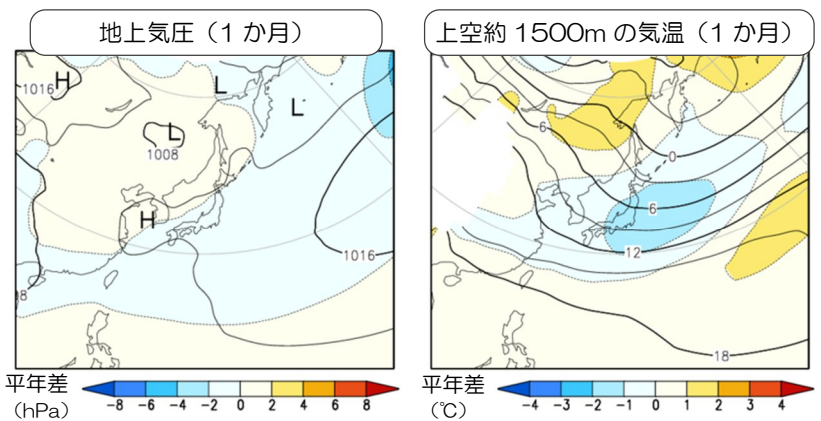 地上気圧（1 か月）
上空約 1500m の気温（1 か月）
1016
H
L
L
L
1008
H
1016
8
6
0
6
12
18
平年差
（hPa）
-8 -6 -4 -2 0 2 4 6 8
平年差
（℃）
-4 -3 -2 -1 0 1 2 3 4